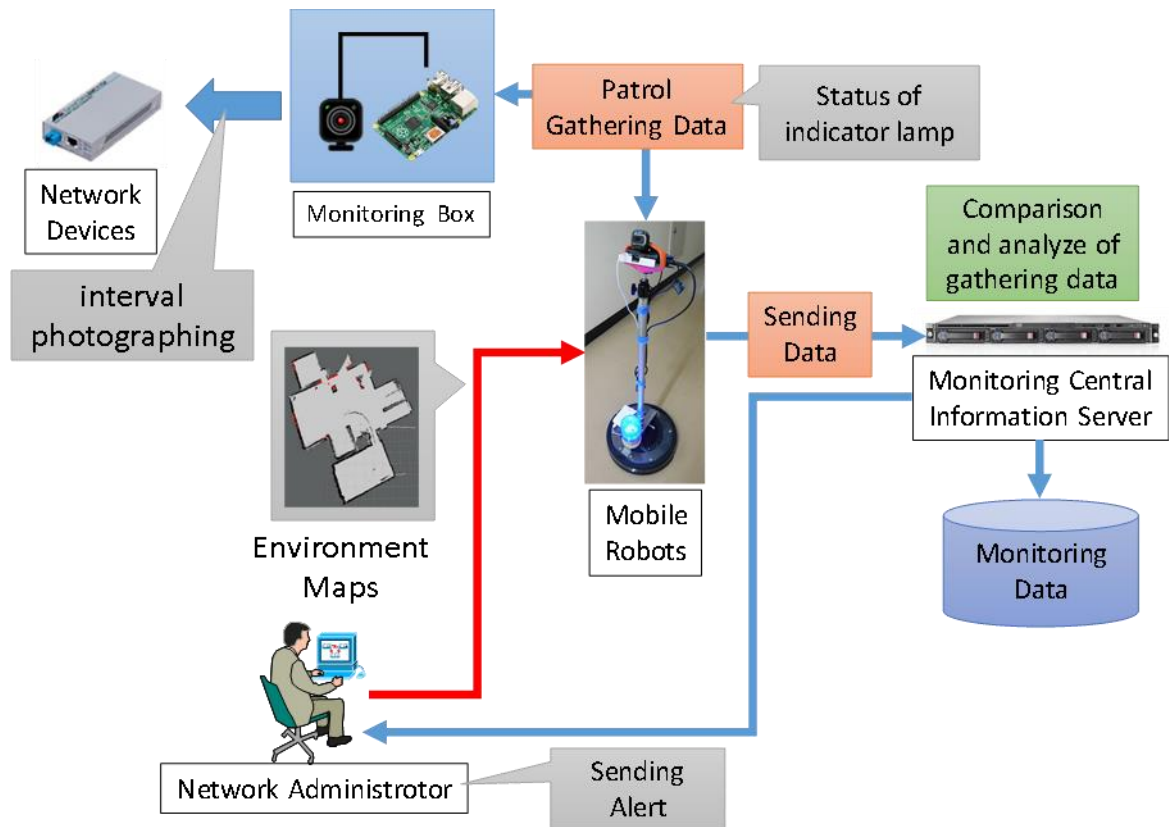 Patrol
Gathering Data
Status of
indicator lamp
Network
Devices
Monitoring Box
interval
photographing
Comparison
and analyze of
gathering data
Sending
Data
Monitoring Central
Information Server
Mobile
Robots
Environment
Maps
Monitoring
Data
Network Administrotor
Sending
Alert